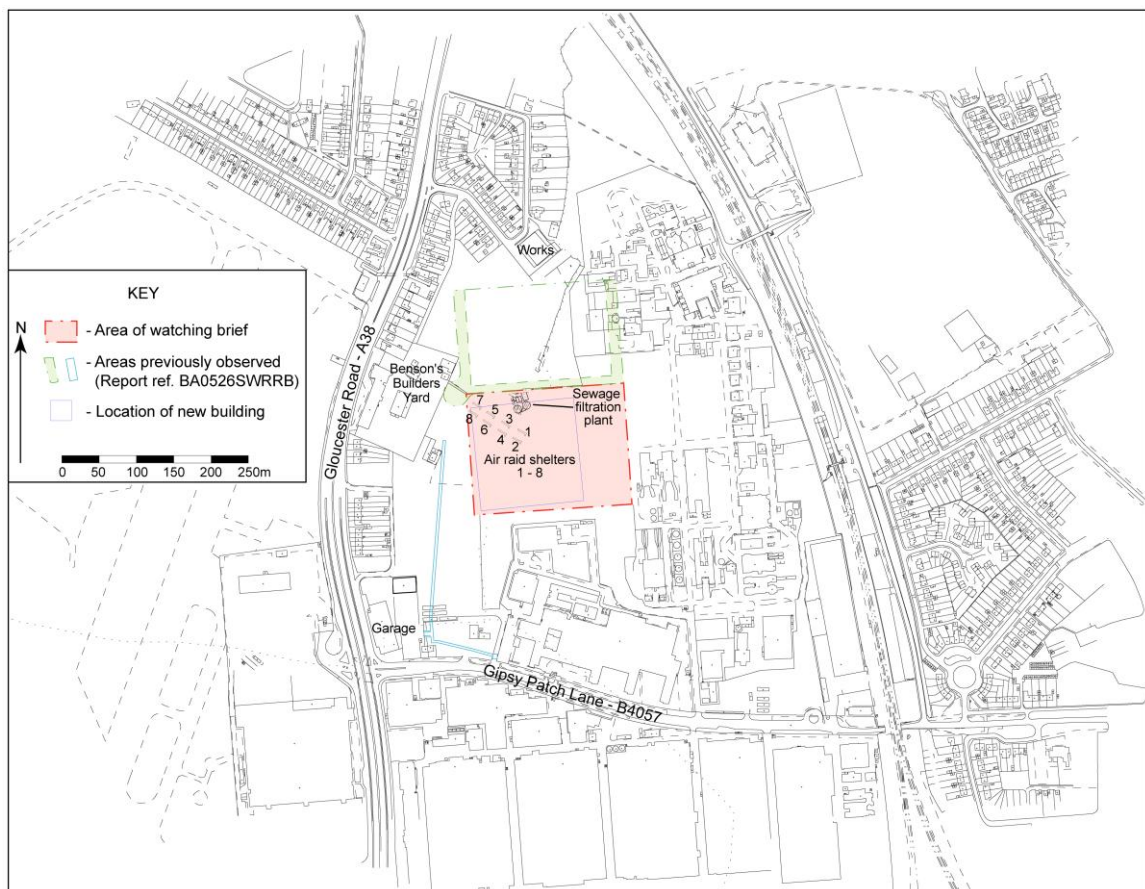 Works
KEY
N
- Area of watching brief
- Areas previously observed
(Report ref. BA0526SWRRB)
- Location of new building
0 50 100 150 200 250m
Gloucester Road - A38
Benson's
Builders
Yard
Sewage
filtration
plant
7
5
3
8
6
1
4
2
Air raid shelters
1 - 8
Garage
Gipsy Patch Lane - B4057